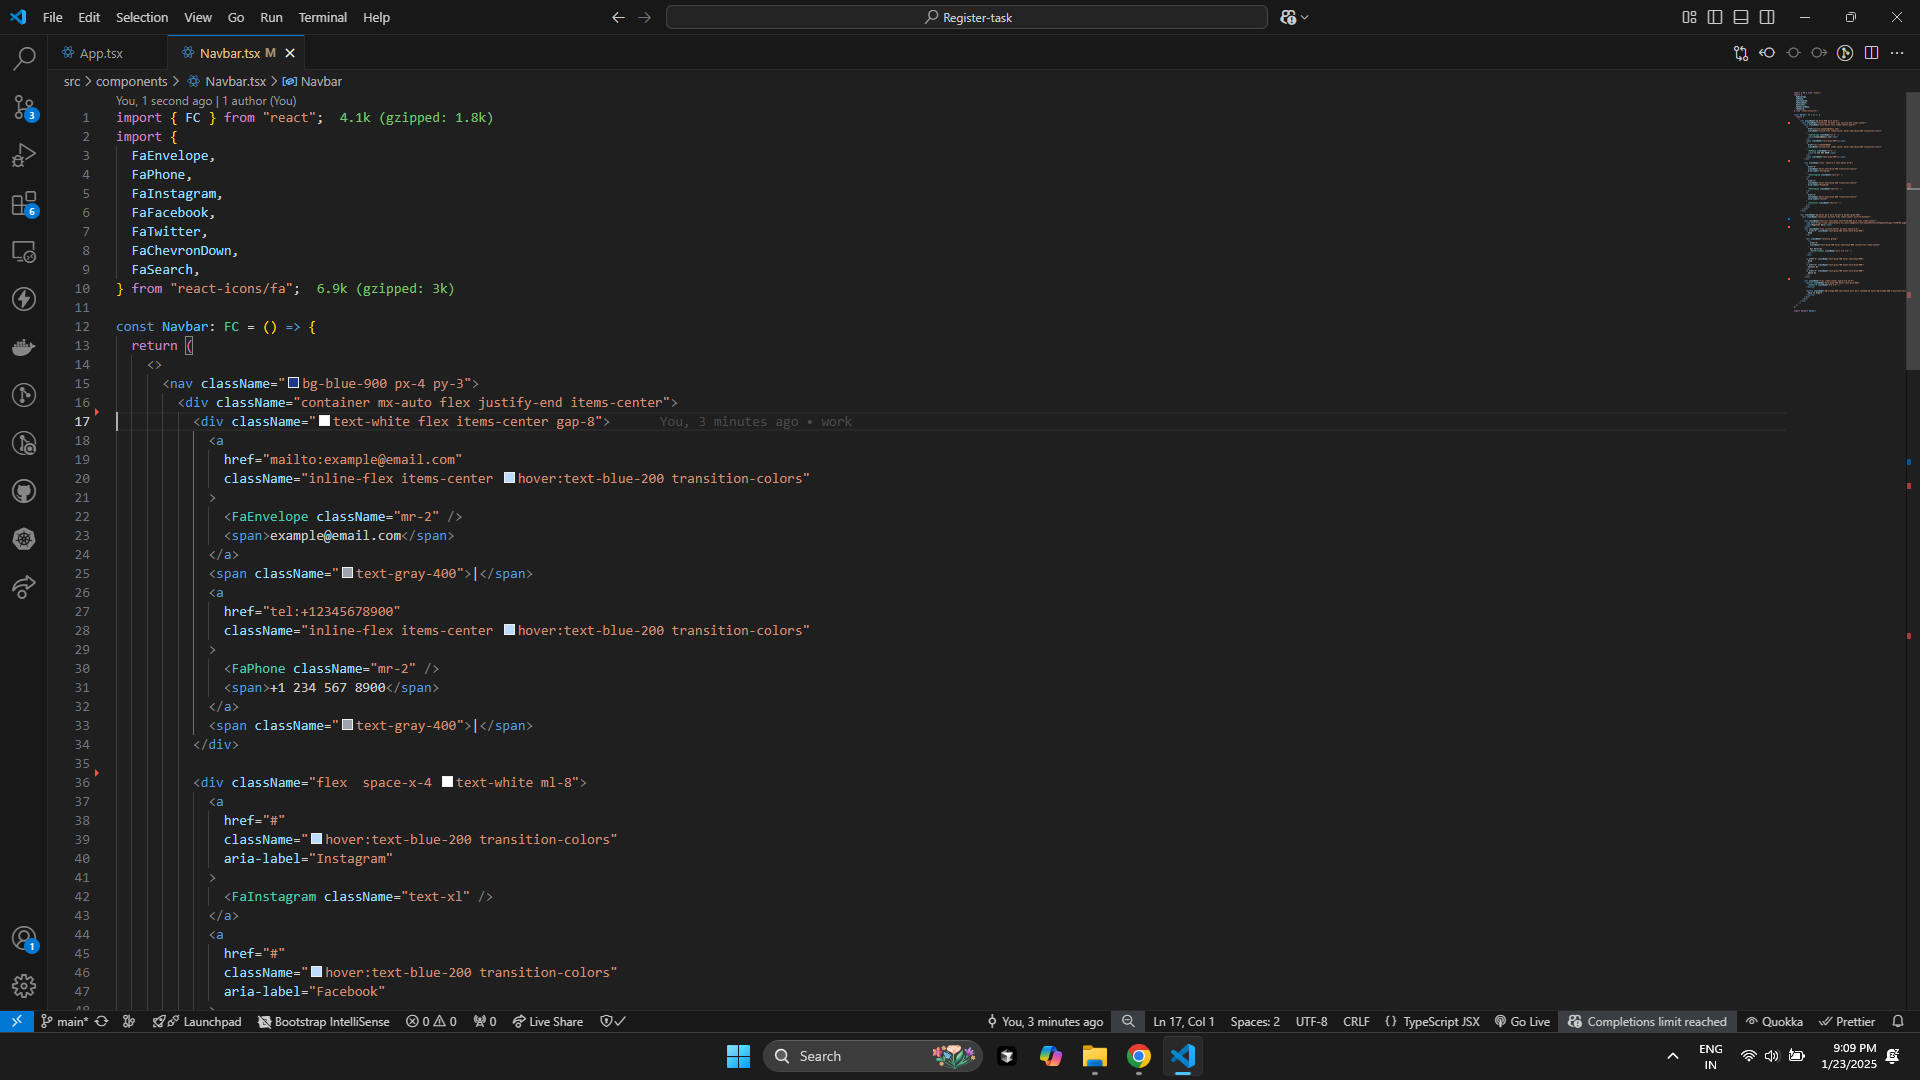 File Edit Selection View Go Run Terminal Help
Register-task
App.tsx
Navbar.tsx M
src > components > Navbar.tsx > Navbar
You, 1 second ago | 1 author (You)
1 import { FC } from "react"; 4.1k (gzipped: 1.8k)
2 import {
3 FaEnvelope,
4 FaPhone,
5 FaInstagram,
6 FaFacebook,
7 FaTwitter,
8 FaChevronDown,
9 FaSearch,
10 } from "react-icons/fa"; 6.9k (gzipped: 3k)
11
12 const Navbar: FC = () => {
13 return (
14 <>
15 <nav className="bg-blue-900 px-4 py-3">
16 <div className="container mx-auto flex justify-end items-center">
17 <div className="text-white flex items-center gap-8"> You, 3 minutes ago • work
18 <a
19 href="mailto:example@email.com"
20 className="inline-flex items-center hover:text-blue-200 transition-colors"
21 >
22 <FaEnvelope className="mr-2" />
23 <span>example@email.com</span>
24 </a>
25 <span className="text-gray-400">|</span>
26 <a
27 href="tel:+12345678900"
28 className="inline-flex items-center hover:text-blue-200 transition-colors"
29 >
30 <FaPhone className="mr-2" />
31 <span>+1 234 567 8900</span>
32 </a>
33 <span className="text-gray-400">|</span>
34 </div>
35
36 <div className="flex  space-x-4 text-white ml-8">
37 <a
38 href="#"
39 className="hover:text-blue-200 transition-colors"
40 aria-label="Instagram"
41 >
42 <FaInstagram className="text-xl" />
43 </a>
44 <a
45 href="#"
46 className="hover:text-blue-200 transition-colors"
47 aria-label="Facebook"
3
6
1
main* Launchpad Bootstrap IntelliSense 0 0 0 Live Share You, 3 minutes ago Ln 17, Col 1 Spaces: 2 UTF-8 CRLF {} TypeScript JSX Go Live Completions limit reached Quokka Prettier
Search
ENG
IN
9:09 PM
1/23/2025